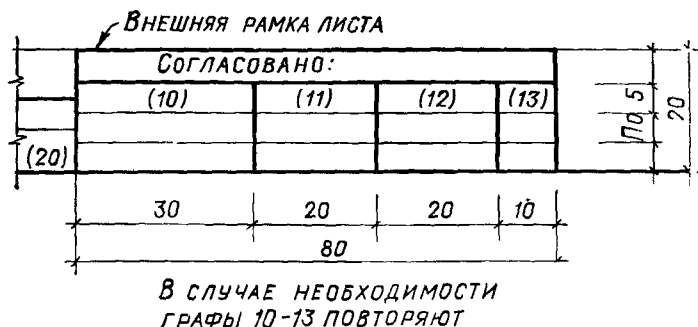 ВНЕШНЯЯ РАМКА ЛИСТА
СОГЛАСОВАНО:
(10) (11) (12) (13)
(20)
По 5
20
30 20 20 10
80
В СЛУЧАЕ НЕОБХОДИМОСТИ
ГРАФЫ 10-13 ПОВТОРЯЮТ